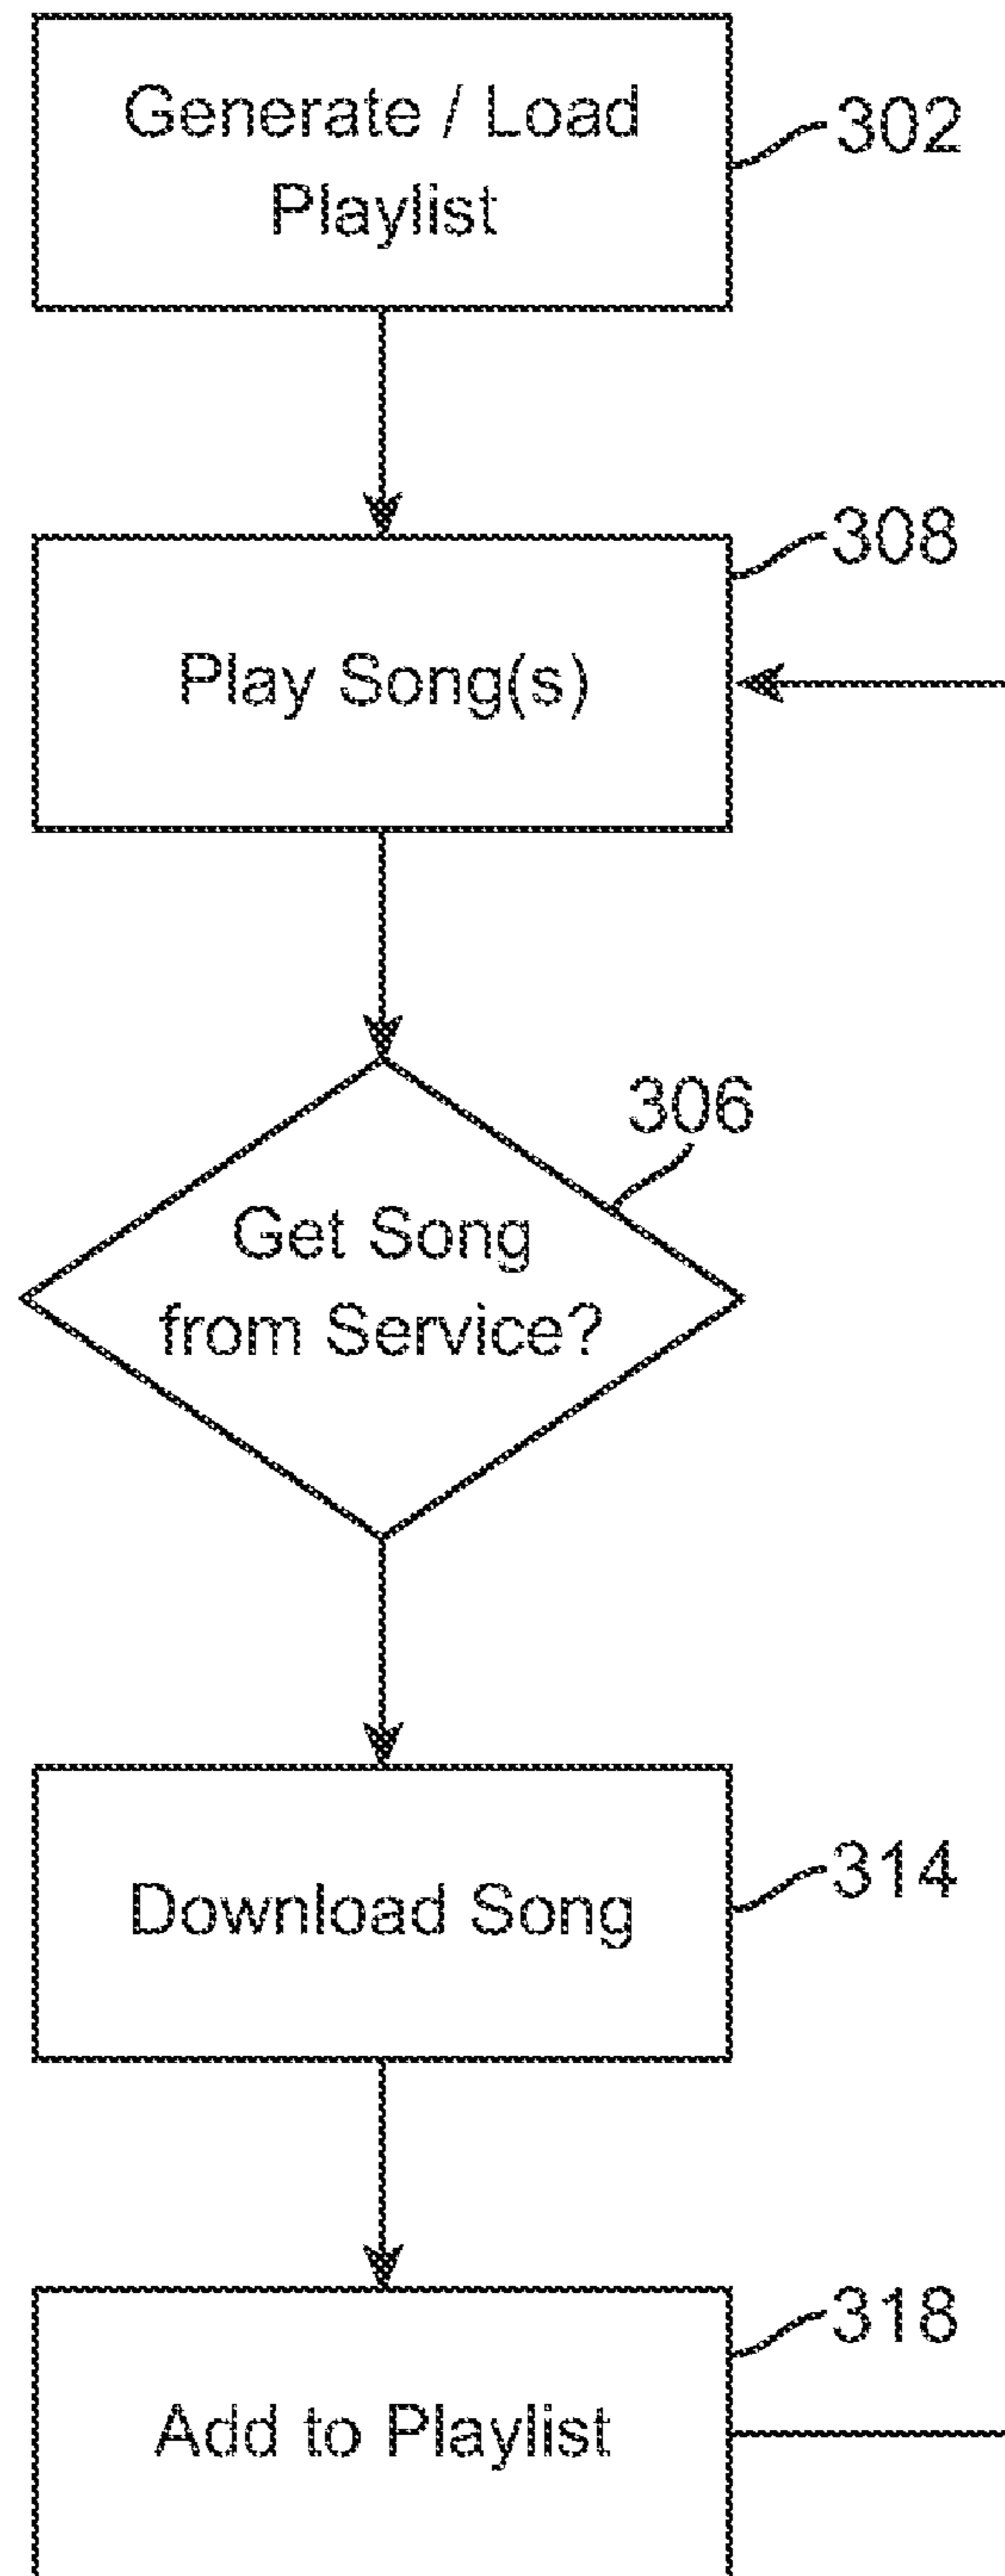 Generate / Load
Playlist
302
308
Play Song(s)
306
Get Song
from Service?
314
Download Song
318
Add to Playlist